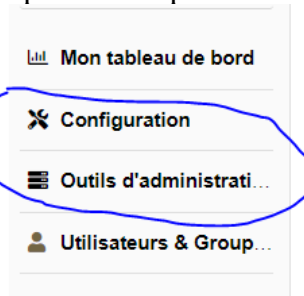 Mon tableau de bord
Configuration
Outils d'administrati...
Utilisateurs & Group...